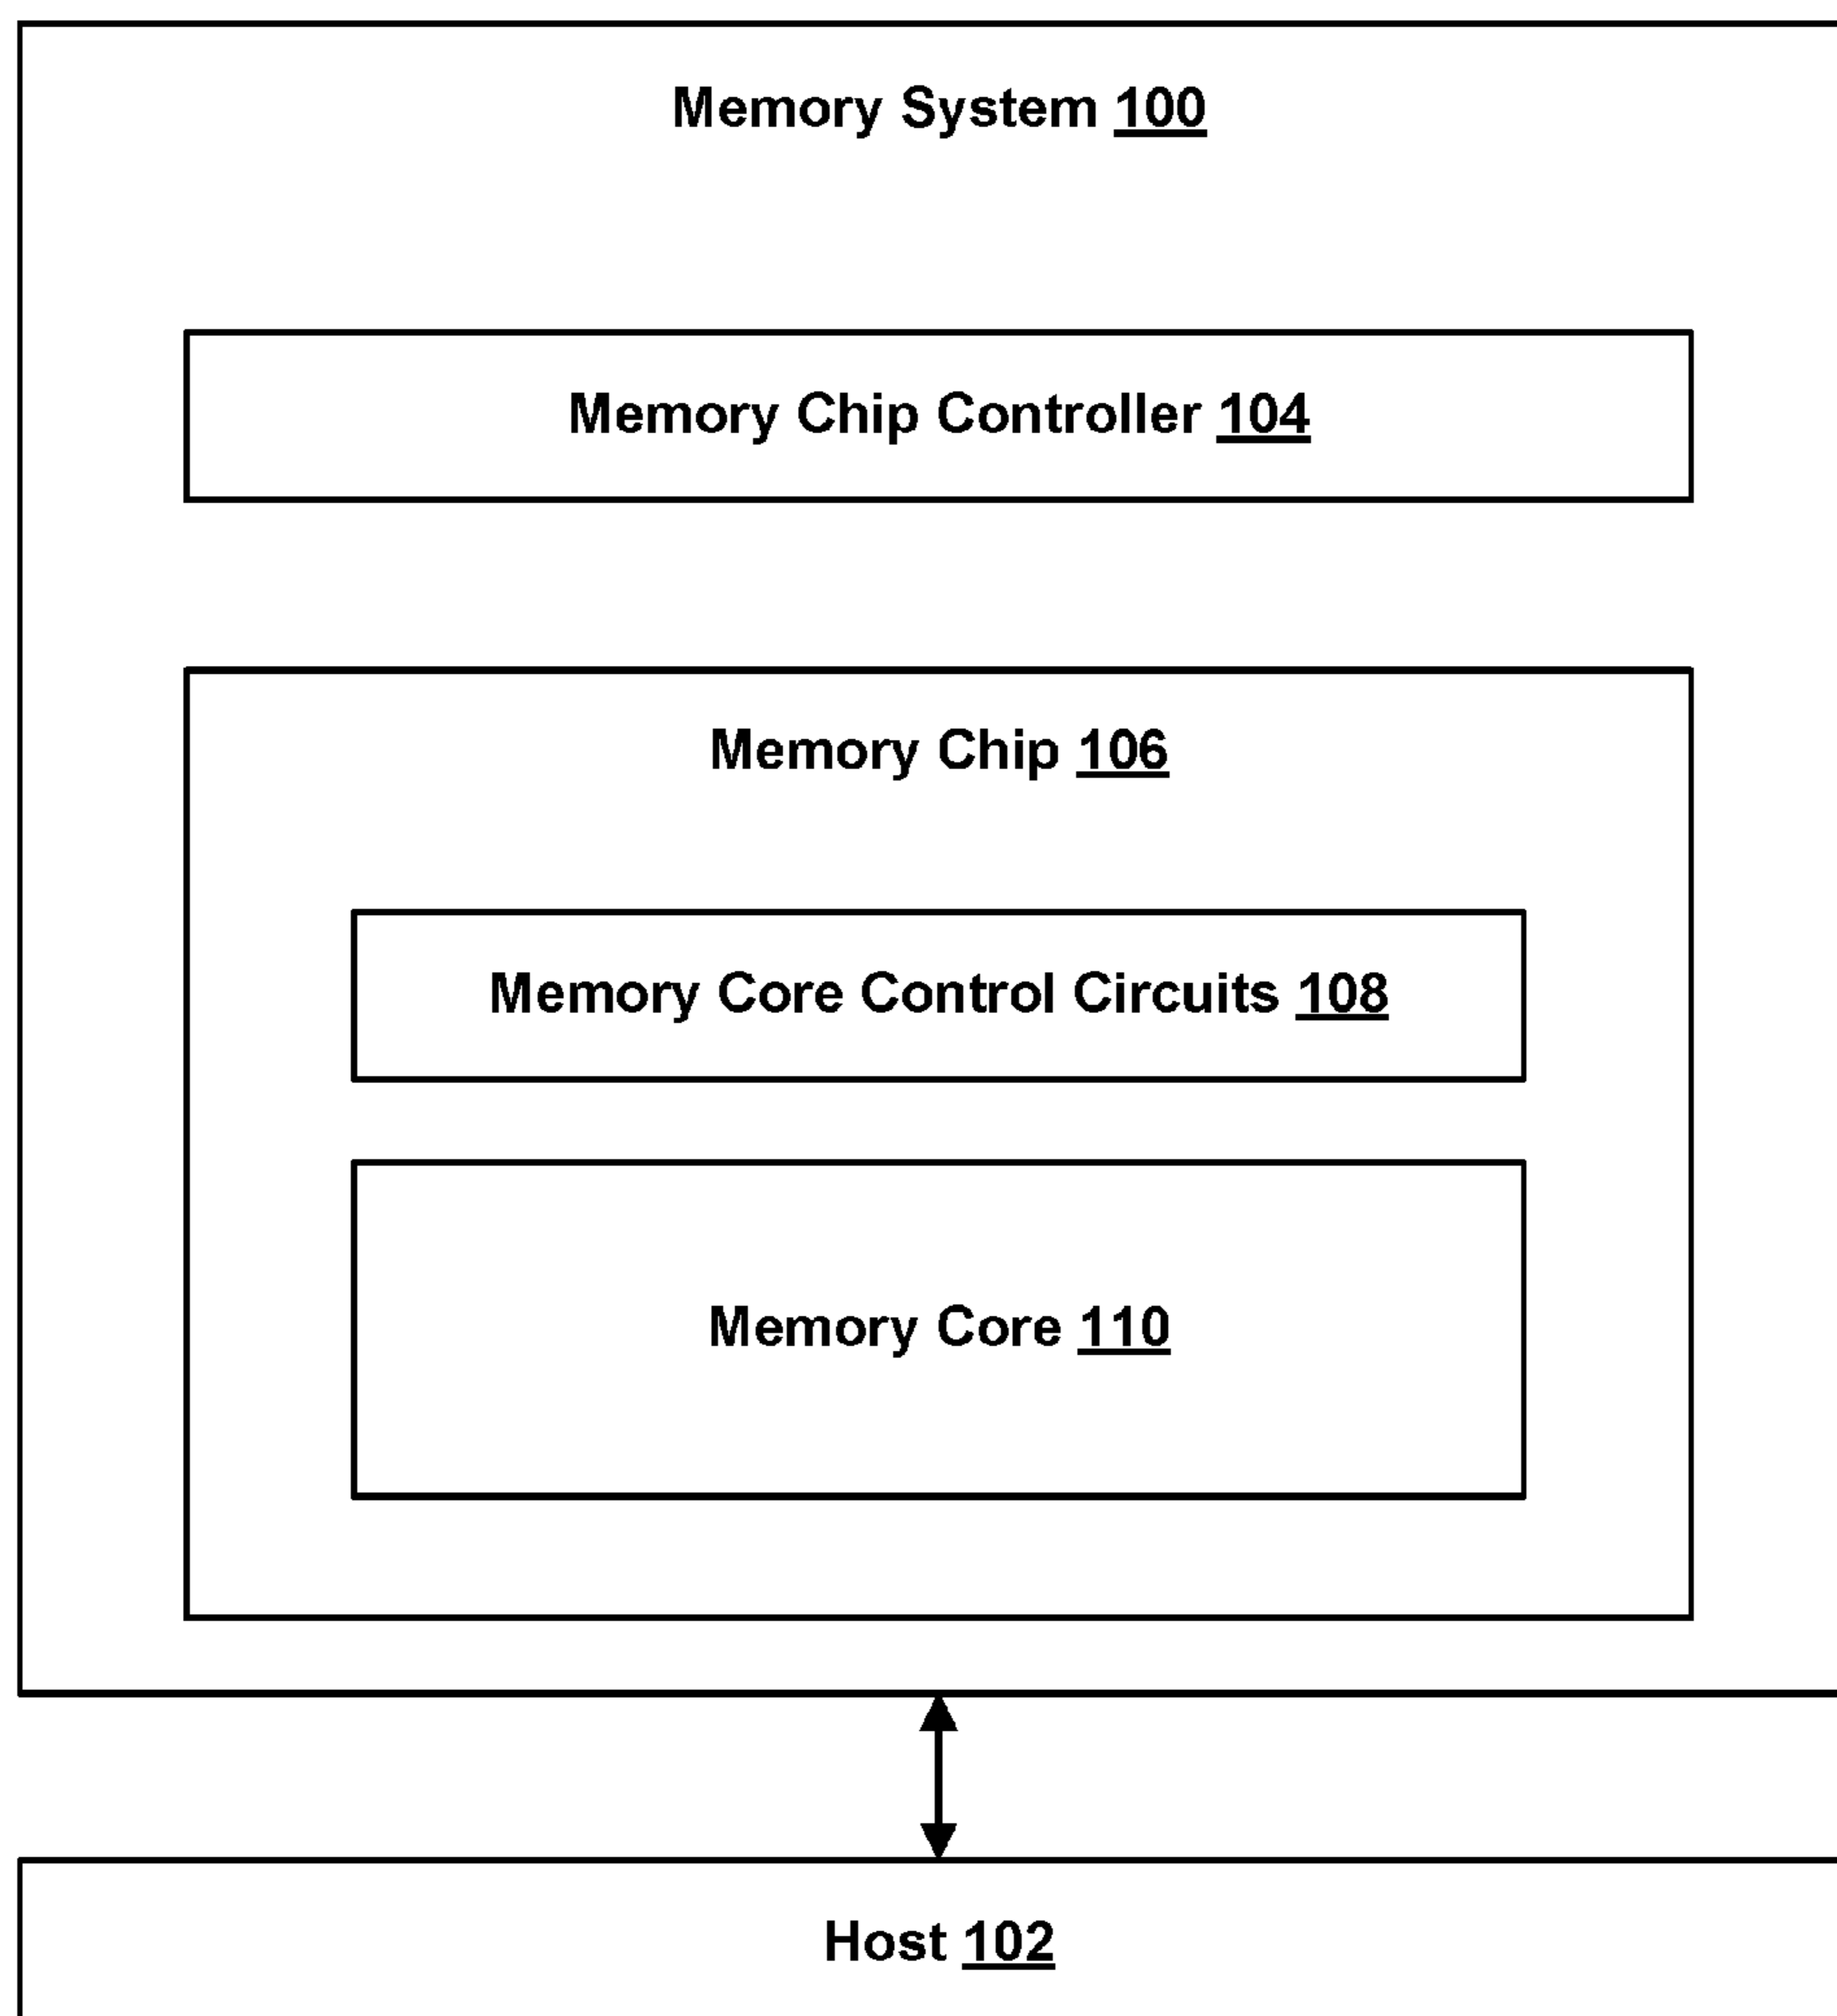 Memory System 100
Memory Chip Controller 104
Memory Chip 106
Memory Core Control Circuits 108
Memory Core 110
Host 102